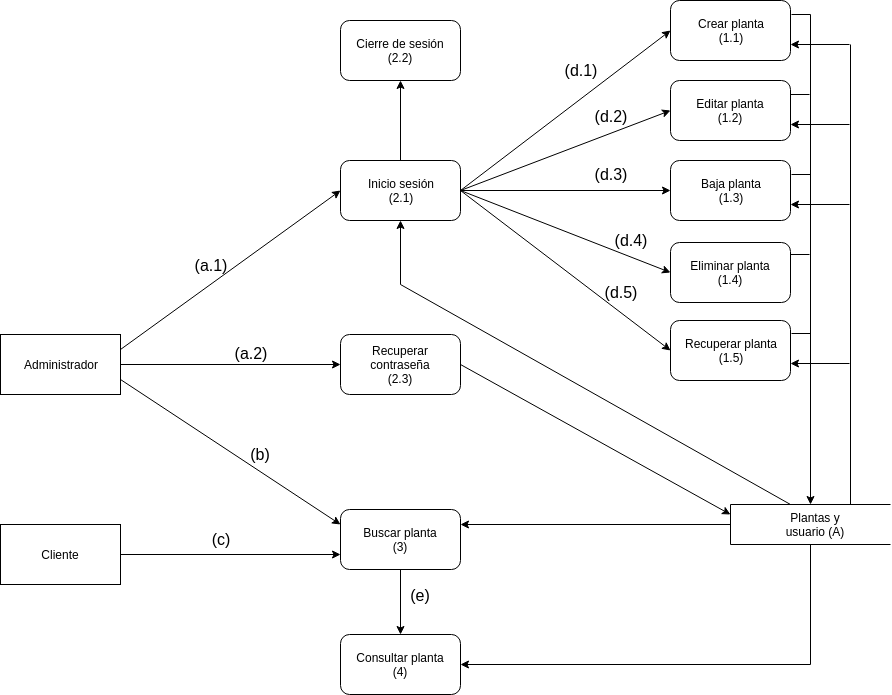 Crear planta
(1.1)
Cierre de sesión
(2.2)
(d.1)
Editar planta
(1.2)
(d.2)
Inicio sesión
(2.1)
(d.3)
Baja planta
(1.3)
(d.4)
Eliminar planta
(1.4)
(a.1)
(d.5)
Recuperar planta
(1.5)
Administrador
(a.2)
Recuperar
contraseña
(2.3)
(b)
Cliente
(c)
Buscar planta
(3)
Plantas y
usuario (A)
(e)
Consultar planta
(4)